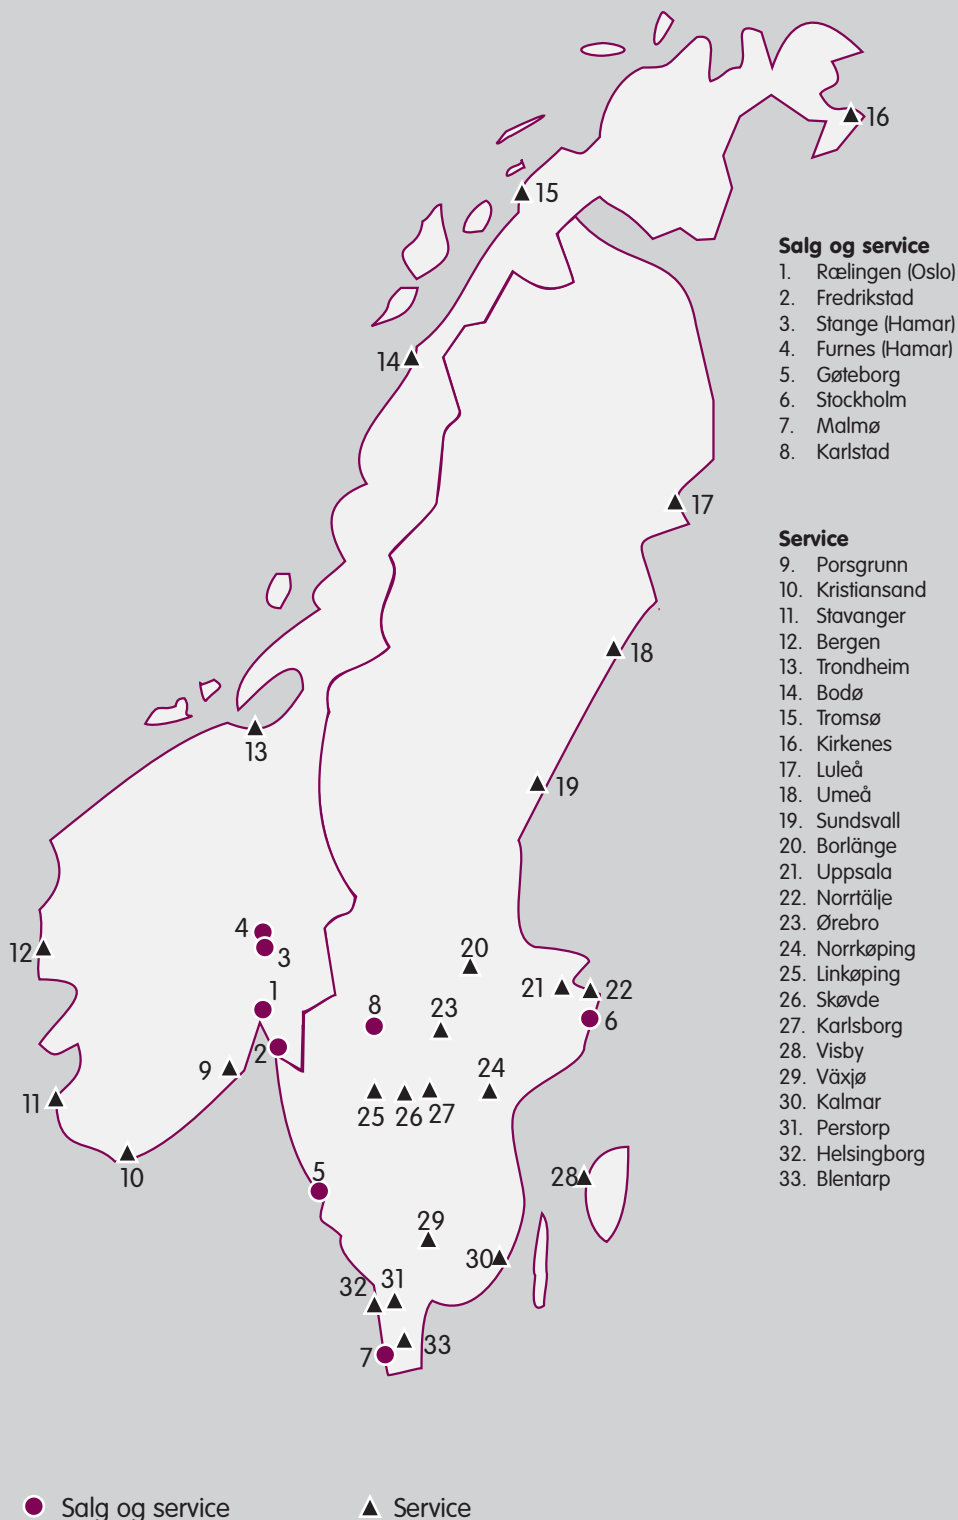 16
15
14
17
18
13
19
4
12
3
20
21
22
1
8
23
6
2
9
24
11
25
26
27
10
5
28
29
30
31
32
33
7
Salg og service
1. Rælingen (Oslo)
2. Fredrikstad
3. Stange (Hamar)
4. Furnes (Hamar)
5. Gøteborg
6. Stockholm
7. Malmø
8. Karlstad
Service
9. Porsgrunn
10. Kristiansand
11. Stavanger
12. Bergen
13. Trondheim
14. Bodø
15. Tromsø
16. Kirkenes
17. Luleå
18. Umeå
19. Sundsvall
20. Borlänge
21. Uppsala
22. Norrtälje
23. Ørebro
24. Norrkøping
25. Linkøping
26. Skøvde
27. Karlsborg
28. Visby
29. Växjø
30. Kalmar
31. Perstorp
32. Helsingborg
33. Blentarp
Salg og service
Service